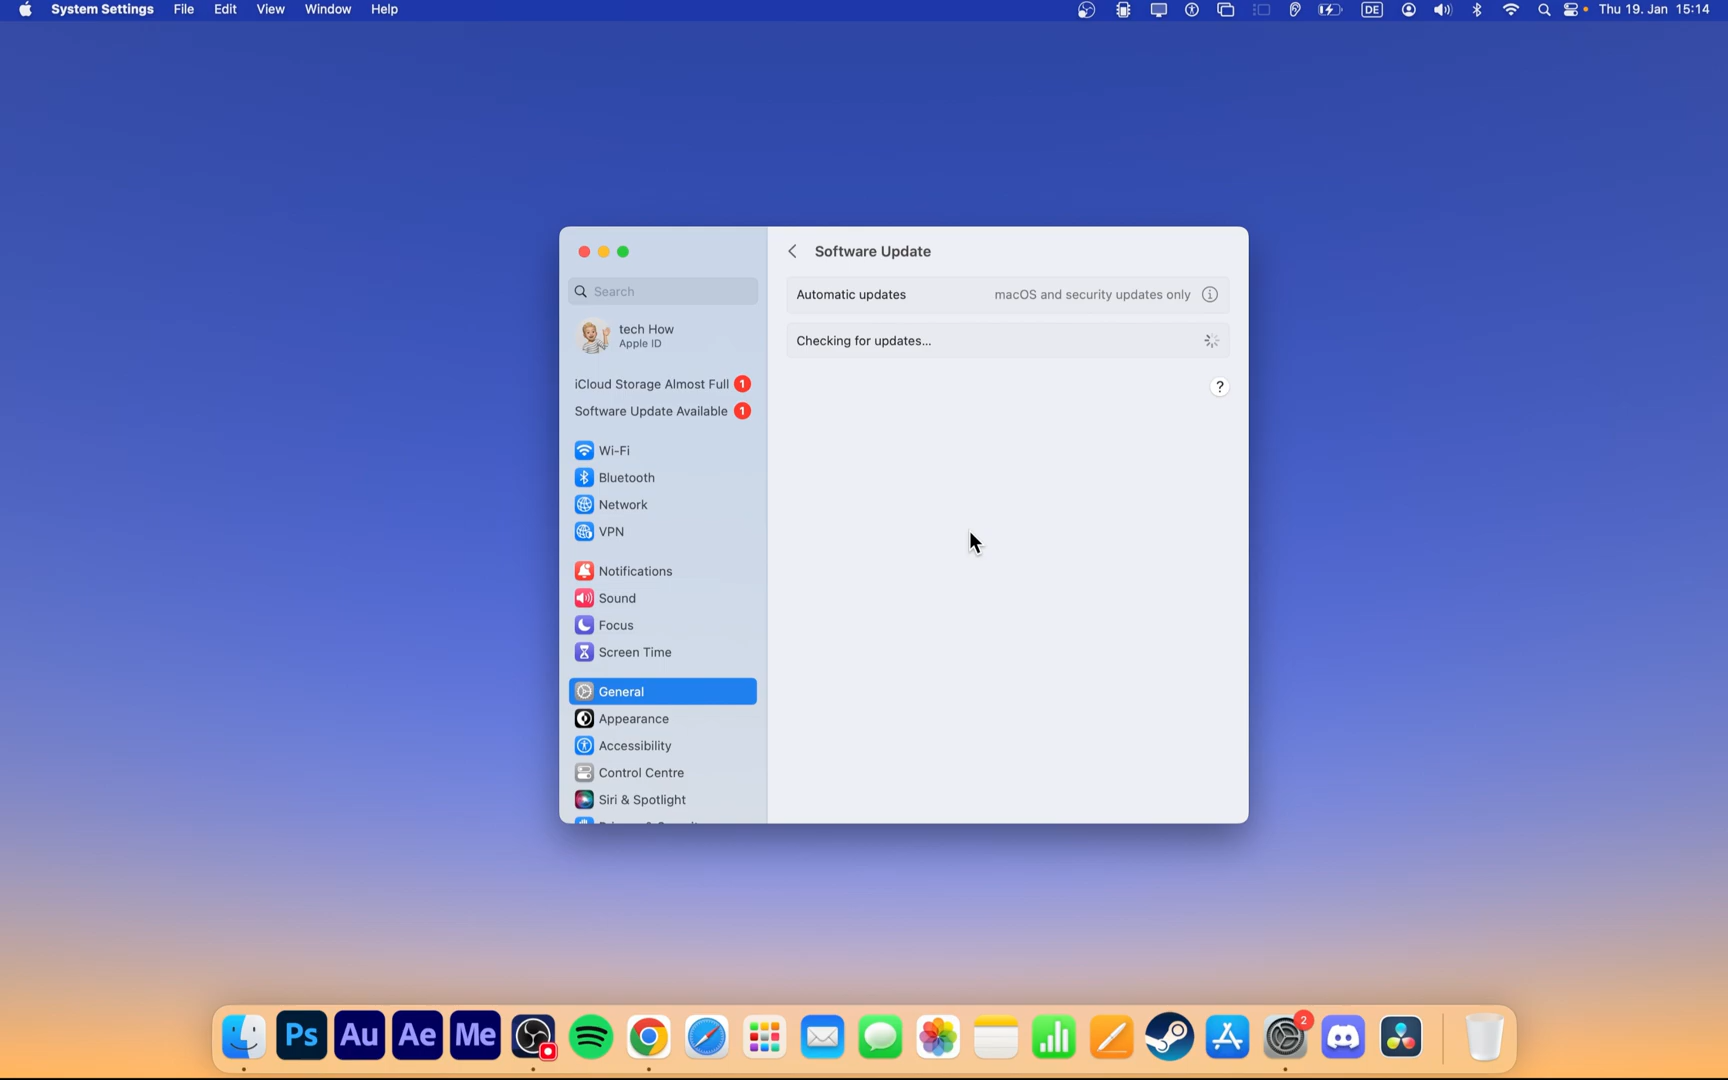 System Settings File Edit View Window Help DE Thu 19. Jan 15:14
Software Update
Search
Automatic updates macOS and security updates only
tech How
Apple ID
Checking for updates...
?
iCloud Storage Almost Full 1
Software Update Available 1
Wi-Fi
Bluetooth
Network
VPN
Notifications
Sound
Focus
Screen Time
General
Appearance
Accessibility
Control Centre
Siri & Spotlight
Ps Au Ae Me 2